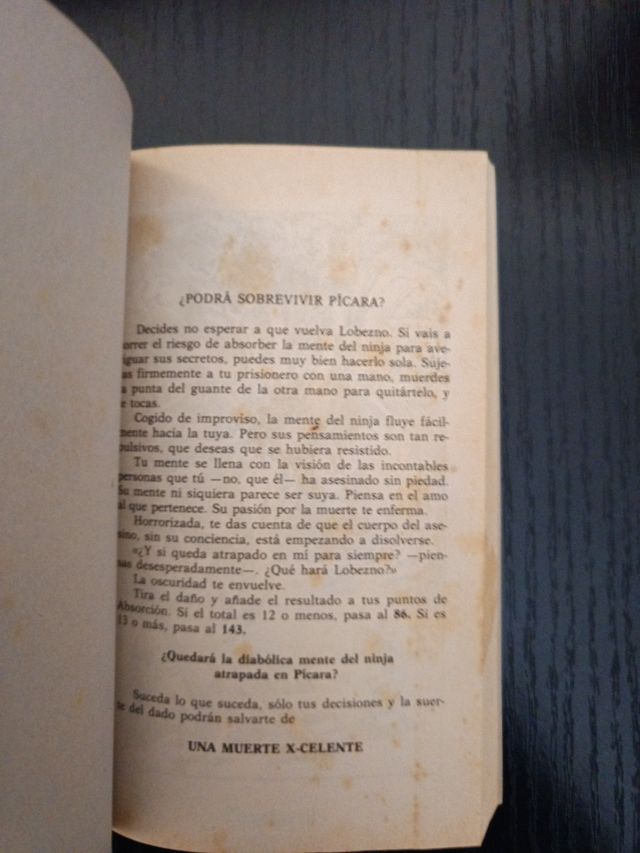 ¿PODRÁ SOBREVIVIR PÍCARA?
Decides no esperar a que vuelva Lobezno. Si vais a
orrer el riesgo de absorber la mente del ninja para ave-
iguar sus secretos, puedes muy bien hacerlo sola. Suje-
as firmemente a tu prisionero con una mano, muerdes
a punta del guante de la otra mano para quitártelo, y
e tocas.
Cogido de improviso, la mente del ninja fluye fácil-
mente hacia la tuya. Pero sus pensamientos son tan re-
pulsivos, que deseas que se hubiera resistido.
Tu mente se llena con la visión de las incontables
personas que tú —no, que él— ha asesinado sin piedad.
Su mente ni siquiera parece ser suya. Piensa en el amo
al que pertenece. Su pasión por la muerte te enferma.
Horrorizada, te das cuenta de que el cuerpo del ase-
sino, sin su conciencia, está empezando a disolverse.
«¿Y si queda atrapado en mí para siempre? —pien-
sas desesperadamente—. ¿Qué hará Lobezno?»
La oscuridad te envuelve.
Tira el daño y añade el resultado a tus puntos de
Absorción. Si el total es 12 o menos, pasa al 86. Si es
13 o más, pasa al 143.
¿Quedará la diabólica mente del ninja
atrapada en Pícara?
Suceda lo que suceda, sólo tus decisiones y la suer-
te del dado podrán salvarte de
UNA MUERTE X-CELENTE